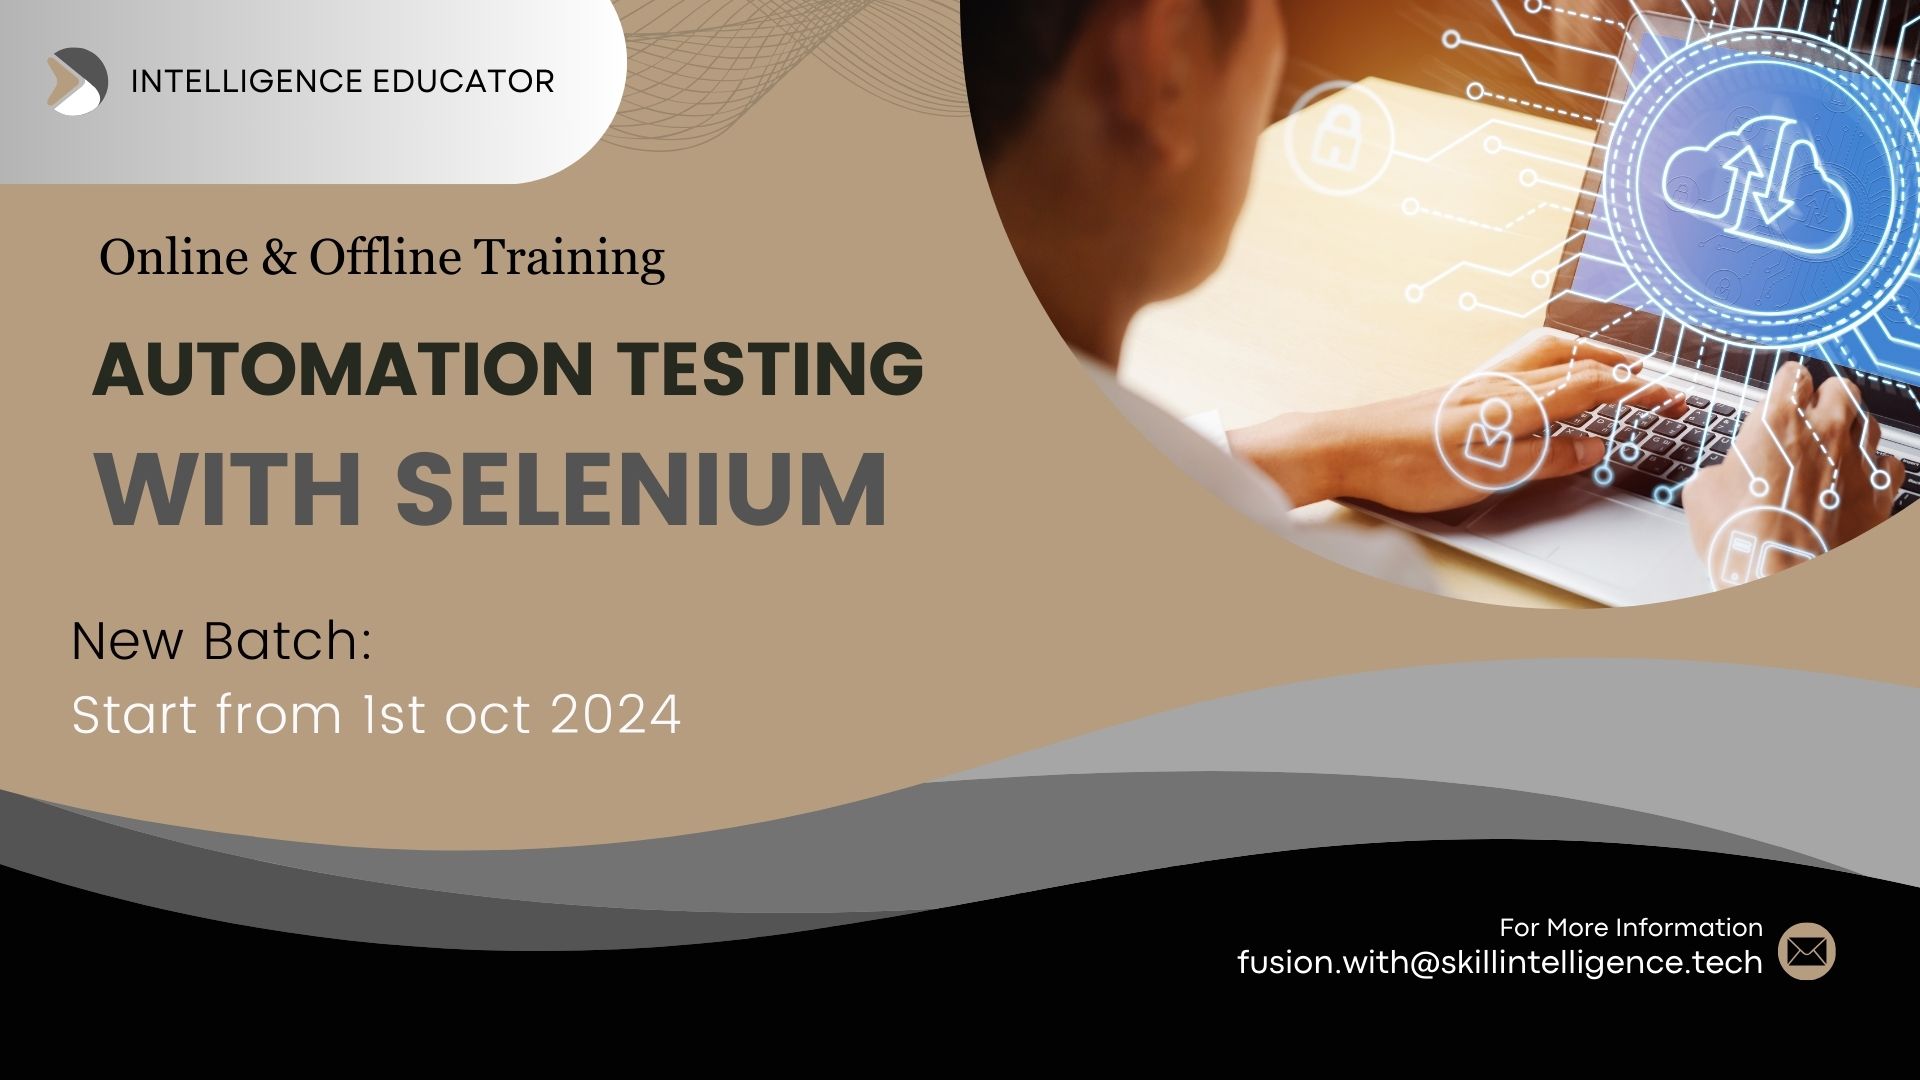 INTELLIGENCE EDUCATOR
Online & Offline Training
AUTOMATION TESTING
WITH SELENIUM
New Batch:
Start from 1st oct 2024
For More Information
fusion.with@skillintelligence.tech